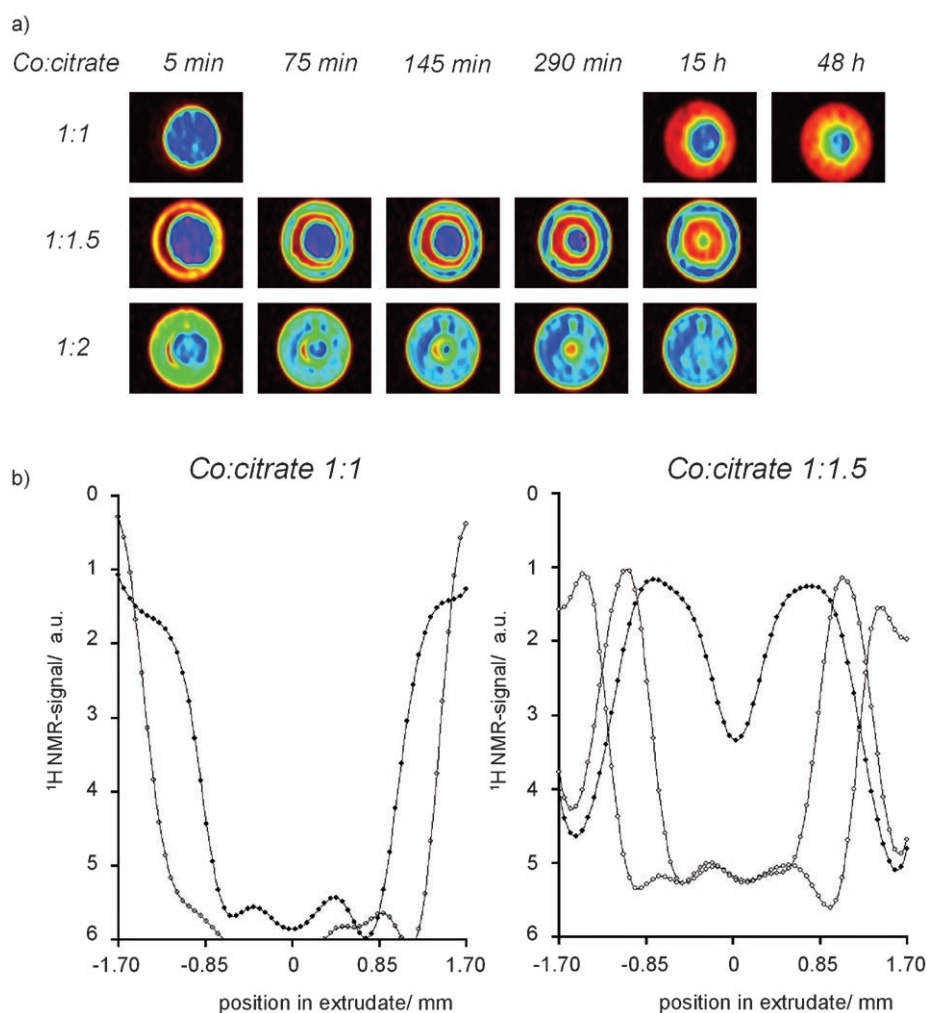 a)
Co:citrate 5 min 75 min 145 min 290 min 15 h 48 h
1:1
1:1.5
1:2
b)
Co:citrate 1:1
Co:citrate 1:1.5
0
1
2
3
4
5
6
¹H NMR-signal/ a.u.
-1.70 -0.85 0 0.85 1.70
position in extrudate/ mm
0
1
2
3
4
5
6
¹H NMR-signal/ a.u.
-1.70 -0.85 0 0.85 1.70
position in extrudate/ mm